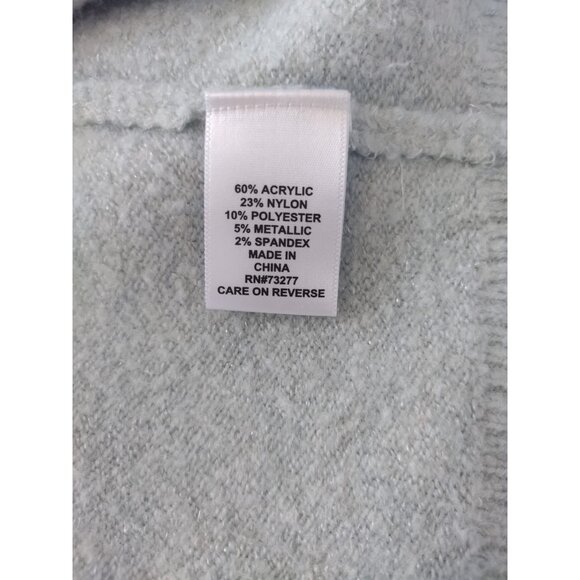 60% ACRYLIC
23% NYLON
10% POLYESTER
5% METALLIC
2% SPANDEX
MADE IN
CHINA
RN#73277
CARE ON REVERSE